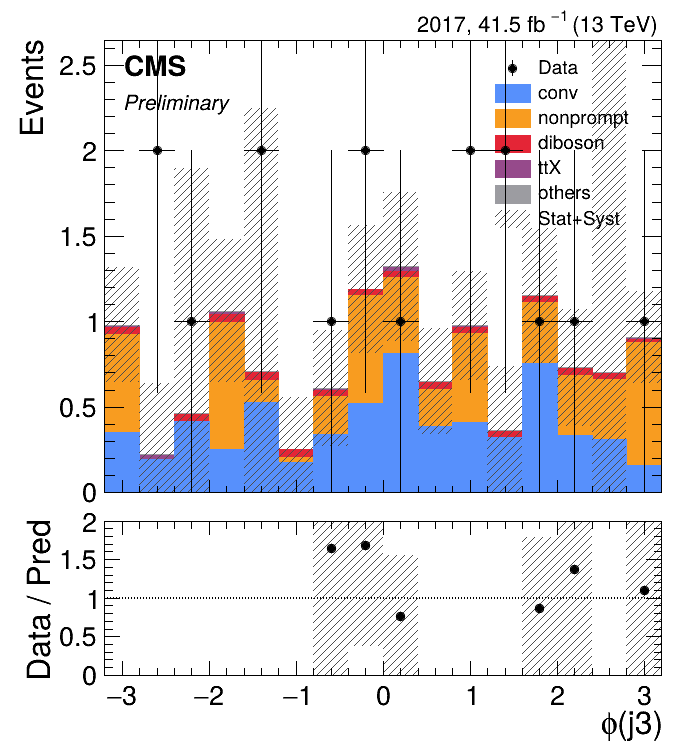 2017, 41.5 fb⁻¹ (13 TeV)
Events
CMS
Preliminary
Data
conv
nonprompt
diboson
ttX
others
Stat+Syst
2.5
2
1.5
1
0.5
0
Data / Pred
2
1.5
1
0.5
0
−3 −2 −1 0 1 2 3
ϕ(j3)